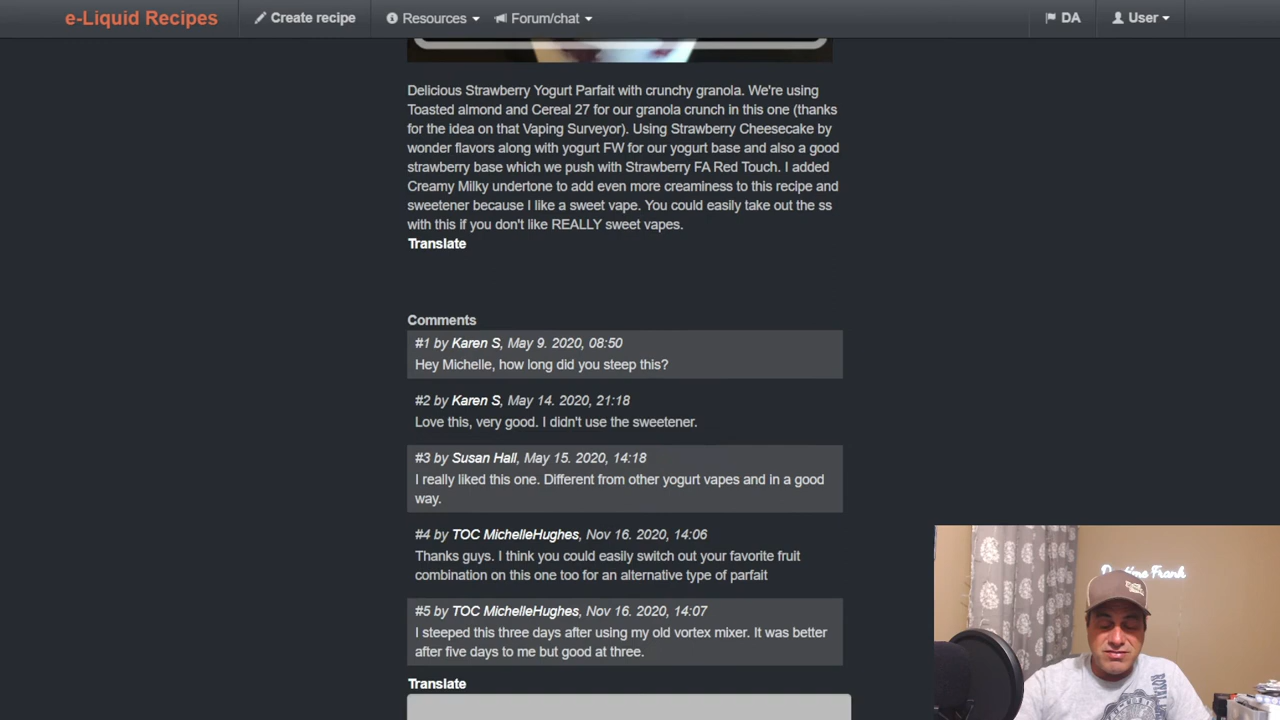 e-Liquid Recipes Create recipe Resources Forum/chat DA User
Delicious Strawberry Yogurt Parfait with crunchy granola. We're using
Toasted almond and Cereal 27 for our granola crunch in this one (thanks
for the idea on that Vaping Surveyor). Using Strawberry Cheesecake by
wonder flavors along with yogurt FW for our yogurt base and also a good
strawberry base which we push with Strawberry FA Red Touch. I added
Creamy Milky undertone to add even more creaminess to this recipe and
sweetener because I like a sweet vape. You could easily take out the ss
with this if you don't like REALLY sweet vapes.
Translate
Comments
#1 by Karen S, May 9. 2020, 08:50
Hey Michelle, how long did you steep this?
#2 by Karen S, May 14. 2020, 21:18
Love this, very good. I didn't use the sweetener.
#3 by Susan Hall, May 15. 2020, 14:18
I really liked this one. Different from other yogurt vapes and in a good
way.
#4 by TOC MichelleHughes, Nov 16. 2020, 14:06
Thanks guys. I think you could easily switch out your favorite fruit
combination on this one too for an alternative type of parfait
#5 by TOC MichelleHughes, Nov 16. 2020, 14:07
I steeped this three days after using my old vortex mixer. It was better
after five days to me but good at three.
Translate
Frank